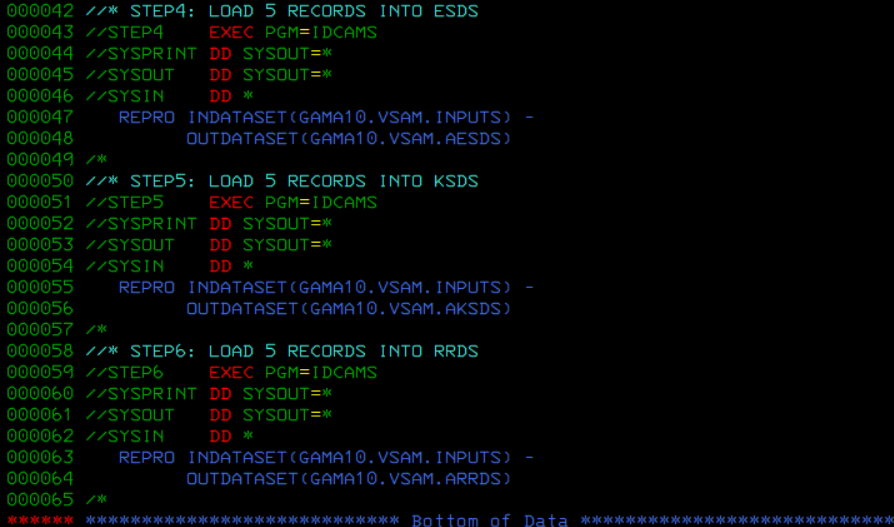 000042 //* STEP4: LOAD 5 RECORDS INTO ESDS
000043 //STEP4    EXEC PGM=IDCAMS
000044 //SYSPRINT DD SYSOUT=*
000045 //SYSOUT   DD SYSOUT=*
000046 //SYSIN    DD *
000047    REPRO INDATASET(GAMA10.VSAM.INPUTS) -
000048          OUTDATASET(GAMA10.VSAM.AESDS)
000049 /*
000050 //* STEP5: LOAD 5 RECORDS INTO KSDS
000051 //STEP5    EXEC PGM=IDCAMS
000052 //SYSPRINT DD SYSOUT=*
000053 //SYSOUT   DD SYSOUT=*
000054 //SYSIN    DD *
000055    REPRO INDATASET(GAMA10.VSAM.INPUTS) -
000056          OUTDATASET(GAMA10.VSAM.AKSDS)
000057 /*
000058 //* STEP6: LOAD 5 RECORDS INTO RRDS
000059 //STEP6    EXEC PGM=IDCAMS
000060 //SYSPRINT DD SYSOUT=*
000061 //SYSOUT   DD SYSOUT=*
000062 //SYSIN    DD *
000063    REPRO INDATASET(GAMA10.VSAM.INPUTS) -
000064          OUTDATASET(GAMA10.VSAM.ARRDS)
000065 /*
****** **************************** Bottom of Data ****************************